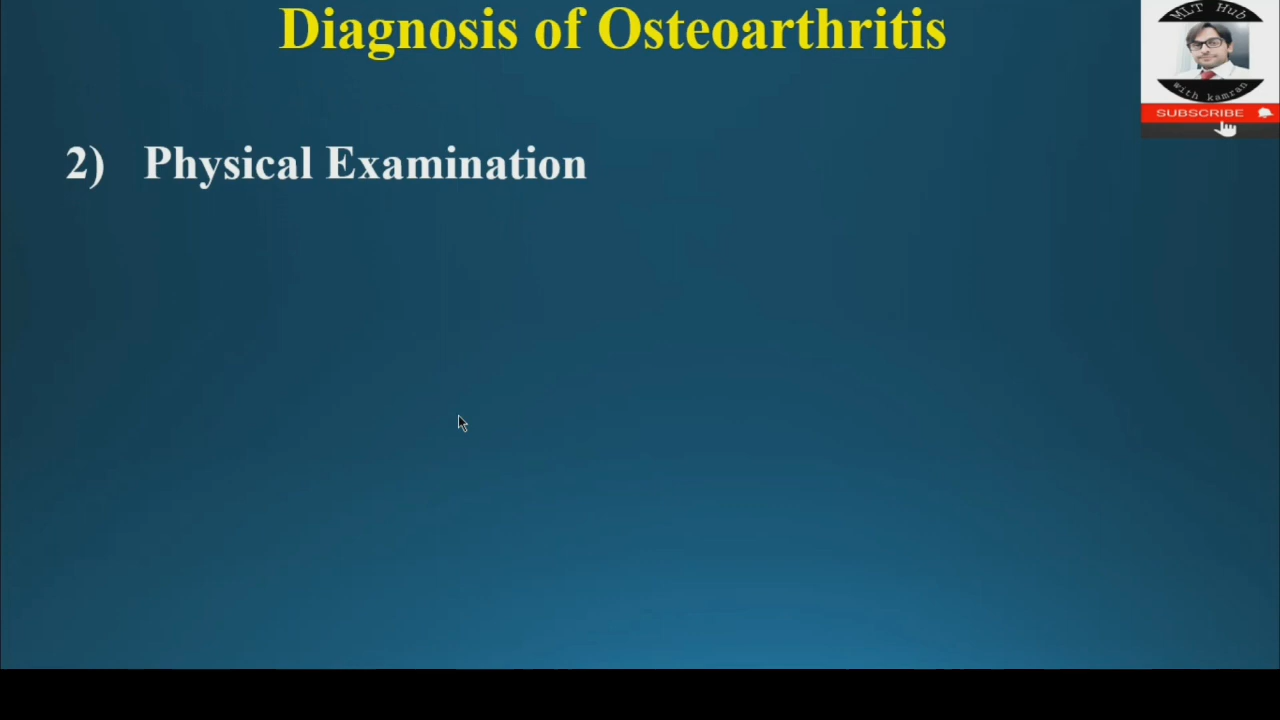 Diagnosis of Osteoarthritis
MLT Hub
with kamran
SUBSCRIBE
2) Physical Examination